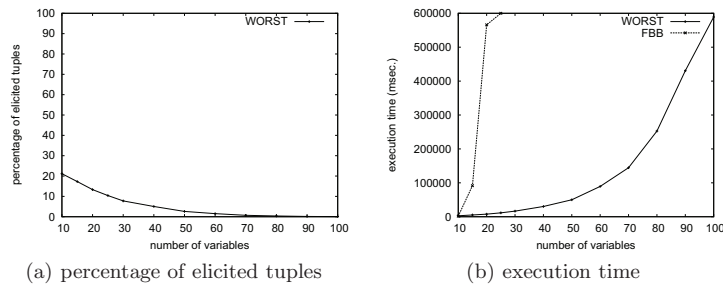 percentage of elicited tuples
100
90
80
70
60
50
40
30
20
10
0
WORST
10 20 30 40 50 60 70 80 90 100
number of variables
(a) percentage of elicited tuples
execution time (msec.)
600000
500000
400000
300000
200000
100000
0
WORST
FBB
10 20 30 40 50 60 70 80 90 100
number of variables
(b) execution time